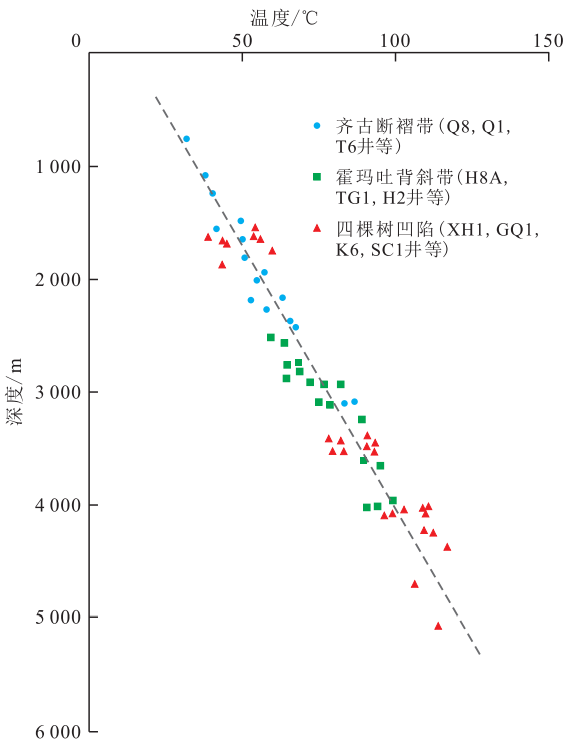 温度/℃
0
50
100
150
齐古断褶带(Q8, Q1,
T6井等)
霍玛吐背斜带(H8A,
TG1, H2井等)
四棵树凹陷(XH1, GQ1,
K6, SC1井等)
1 000
2 000
3 000
4 000
5 000
6 000
深度/m